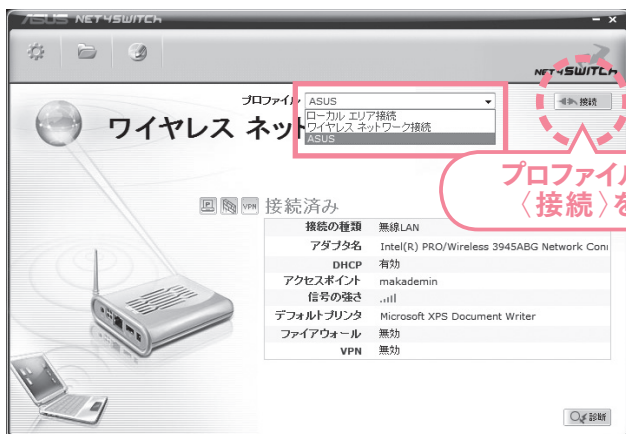 ASUS NET4SWITCH
NET4SWITCH
プロファイル ASUS
接続
ローカル エリア接続
ワイヤレス ネットワーク接続
ASUS
ワイヤレス ネット
プロファイル
〈接続〉を
VPN
接続済み
接続の種類 無線LAN
アダプタ名 Intel(R) PRO/Wireless 3945ABG Network Conn
DHCP 有効
アクセスポイント makademin
信号の強さ
デフォルトプリンタ Microsoft XPS Document Writer
ファイアウォール 無効
VPN 無効
診断